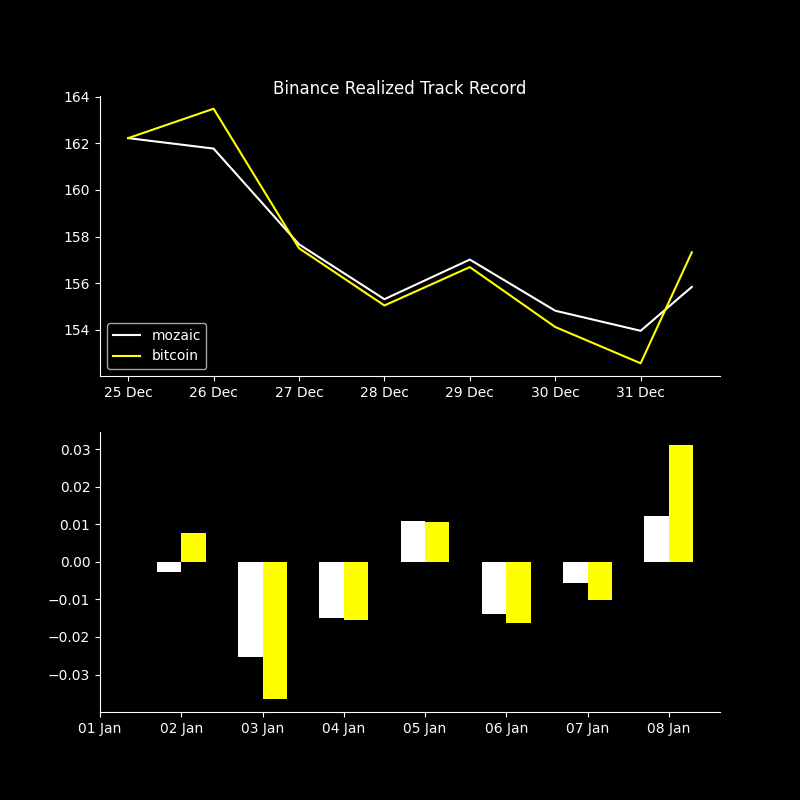 Binance Realized Track Record
164
162
160
158
156
154
mozaic
bitcoin
25 Dec 26 Dec 27 Dec 28 Dec 29 Dec 30 Dec 31 Dec
0.03
0.02
0.01
0.00
−0.01
−0.02
−0.03
01 Jan 02 Jan 03 Jan 04 Jan 05 Jan 06 Jan 07 Jan 08 Jan